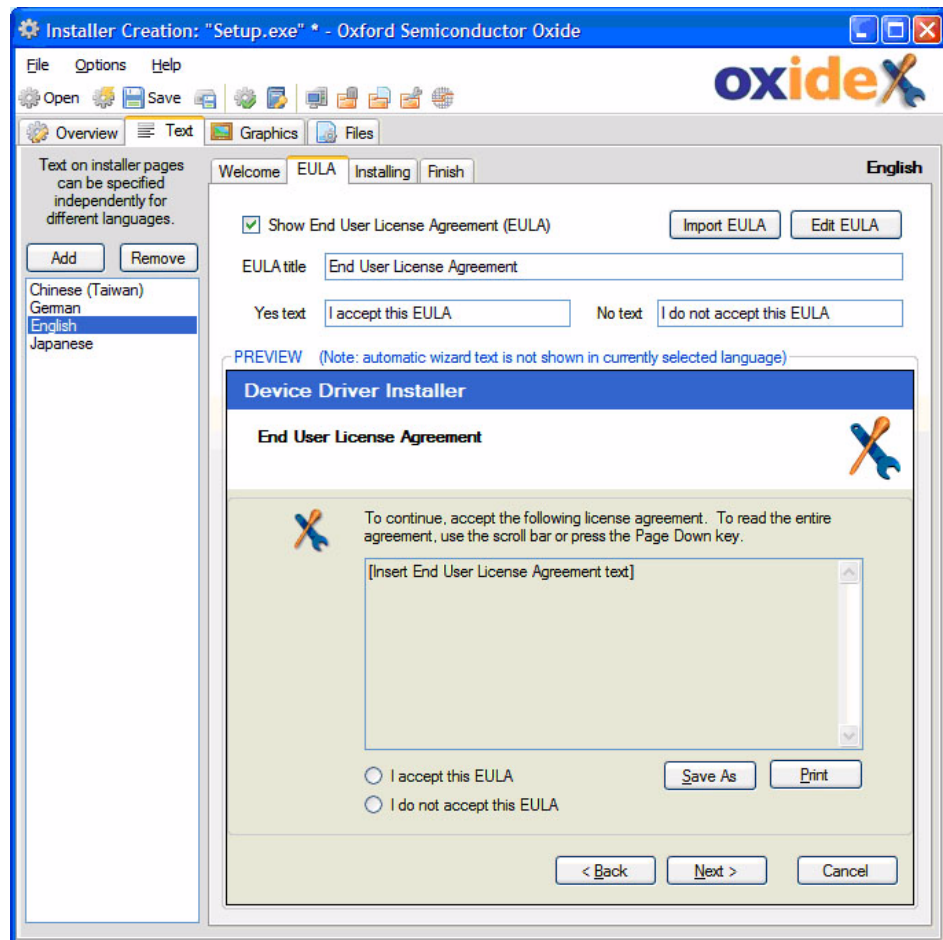 Installer Creation: "Setup.exe" * - Oxford Semiconductor Oxide
File Options Help
Open Save
oxide
Overview Text Graphics Files
Text on installer pages
can be specified
independently for
different languages.
Add Remove
Chinese (Taiwan)
German
English
Japanese
Welcome EULA Installing Finish
English
Show End User License Agreement (EULA)
Import EULA Edit EULA
EULA title End User License Agreement
Yes text I accept this EULA No text I do not accept this EULA
PREVIEW (Note: automatic wizard text is not shown in currently selected language)
Device Driver Installer
End User License Agreement
To continue, accept the following license agreement. To read the entire
agreement, use the scroll bar or press the Page Down key.
[Insert End User License Agreement text]
I accept this EULA
I do not accept this EULA
Save As Print
< Back Next > Cancel